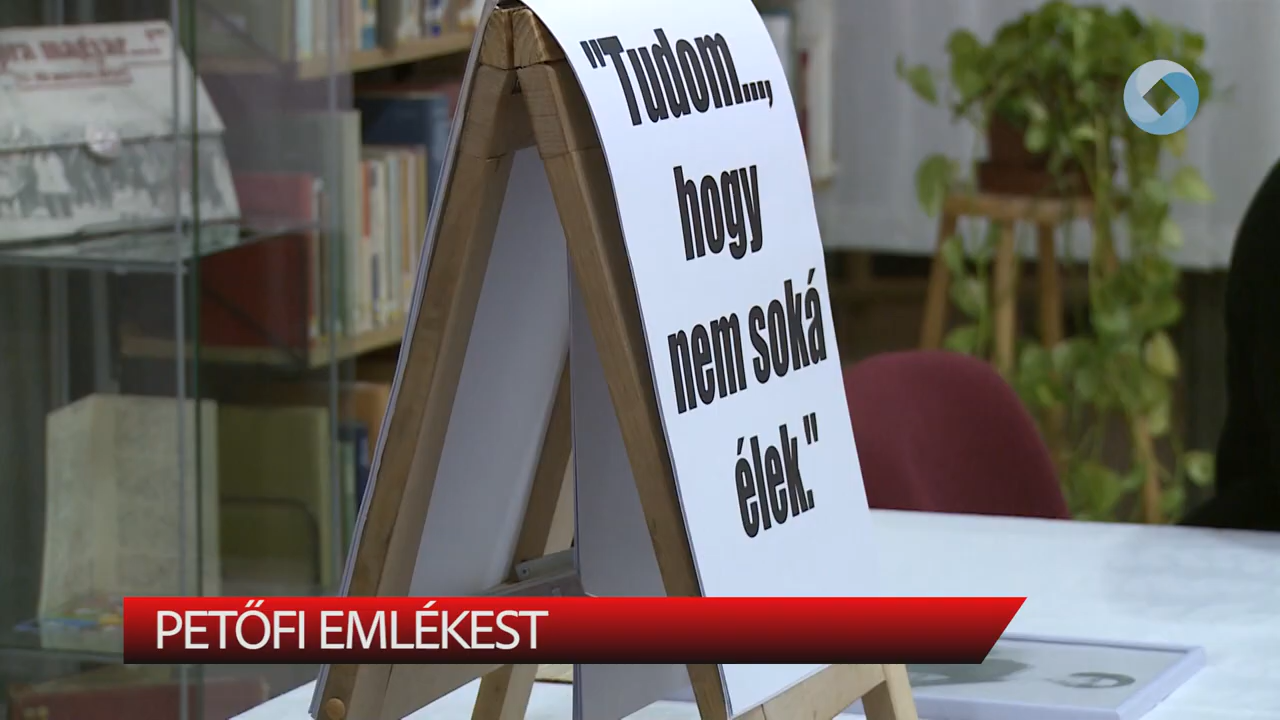 "Tudom...,
hogy
nem soká
élek."
PETŐFI EMLÉKEST